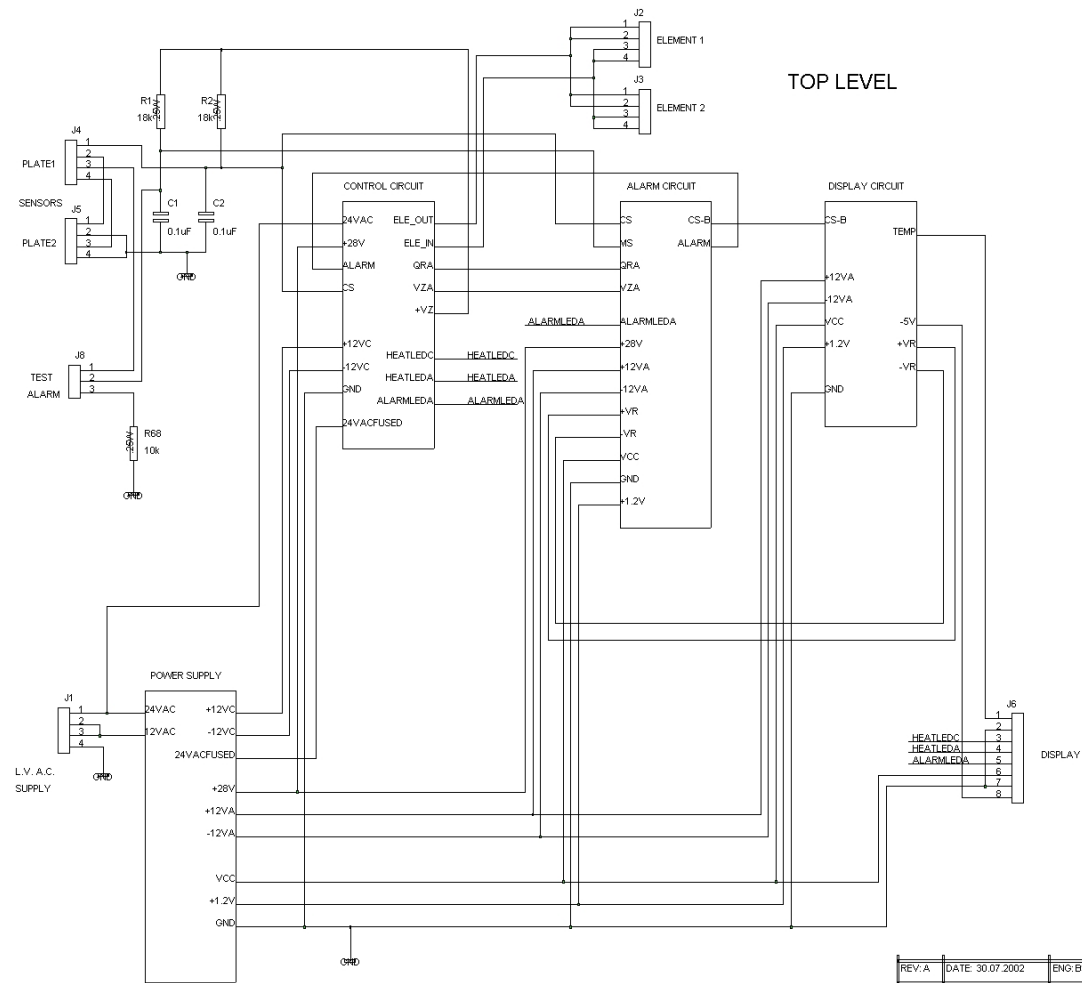 TOP LEVEL
J2
1
2
3
4
ELEMENT 1
J3
1
2
3
4
ELEMENT 2
R1
.25W
18k
R2
.25W
18k
J4
1
2
3
4
PLATE1
SENSORS
J5
1
2
3
4
PLATE2
C1
0.1uF
C2
0.1uF
GND
J8
1
2
3
TEST
ALARM
R68
.25W
10k
GND
CONTROL CIRCUIT
24VAC
+28V
ALARM
CS
+12VC
-12VC
GND
24VACFUSED
ELE_OUT
ELE_IN
QRA
VZA
+VZ
HEATLEDC
HEATLEDA
ALARMLEDA
HEATLEDC
HEATLEDA
ALARMLEDA
ALARM CIRCUIT
CS
MS
QRA
VZA
ALARMLEDA
ALARMLEDA
+28V
+12VA
-12VA
+VR
-VR
VCC
GND
+1.2V
CS-B
ALARM
DISPLAY CIRCUIT
CS-B
+12VA
-12VA
VCC
+1.2V
GND
TEMP
-5V
+VR
-VR
POWER SUPPLY
24VAC
12VAC
+12VC
-12VC
24VACFUSED
+28V
+12VA
-12VA
VCC
+1.2V
GND
J1
1
2
3
4
L.V. A.C.
SUPPLY
GND
GND
J6
1
2
3
4
5
6
7
8
HEATLEDC
HEATLEDA
ALARMLEDA
DISPLAY
REV: A DATE: 30.07.2002 ENG: B